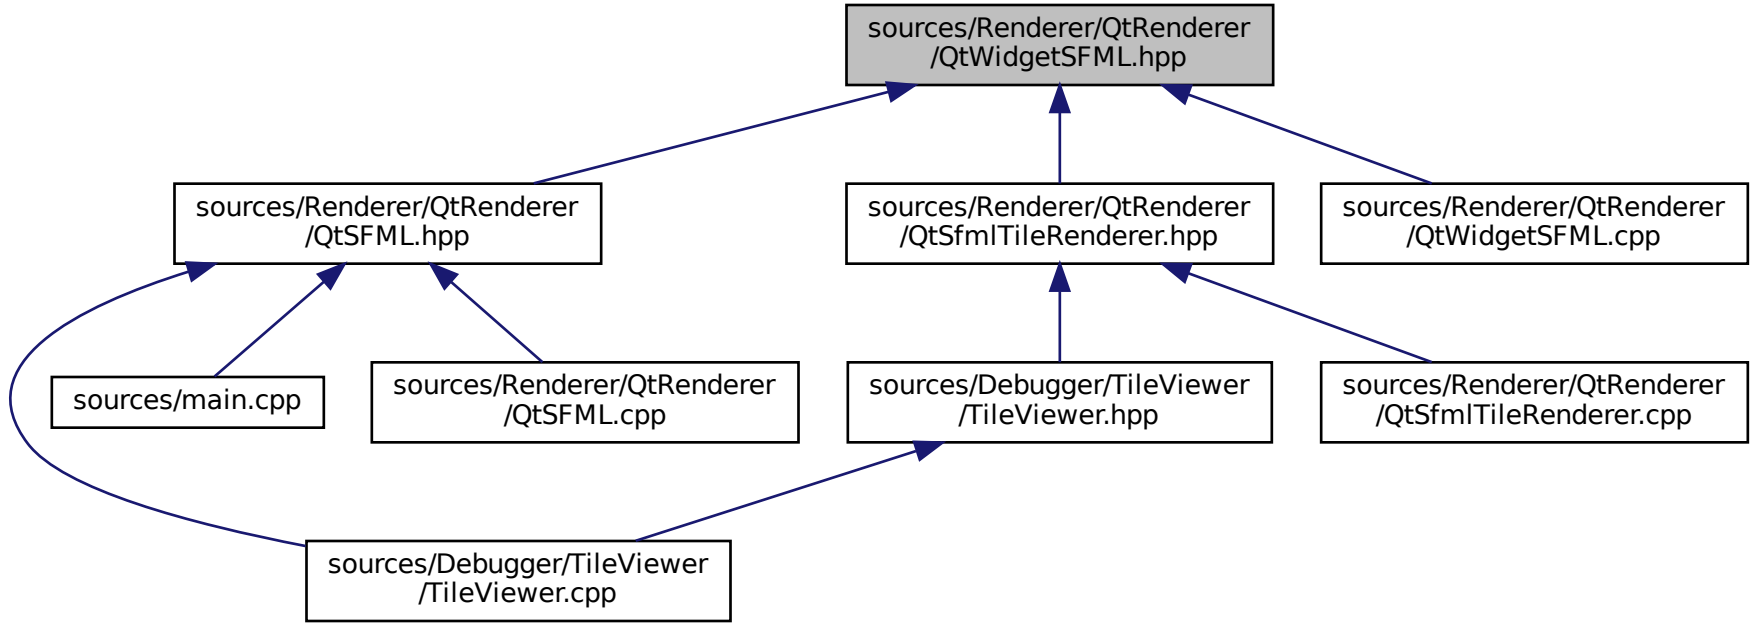 sources/Renderer/QtRenderer
/QtWidgetSFML.hpp
sources/Renderer/QtRenderer
/QtSFML.hpp
sources/Renderer/QtRenderer
/QtSfmlTileRenderer.hpp
sources/Renderer/QtRenderer
/QtWidgetSFML.cpp
sources/main.cpp
sources/Renderer/QtRenderer
/QtSFML.cpp
sources/Debugger/TileViewer
/TileViewer.hpp
sources/Renderer/QtRenderer
/QtSfmlTileRenderer.cpp
sources/Debugger/TileViewer
/TileViewer.cpp